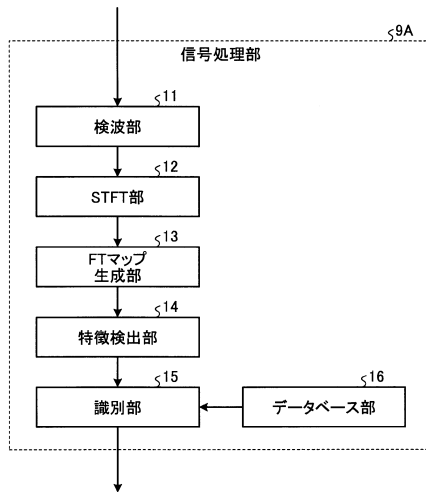 9A
信号処理部
11
検波部
12
STFT部
13
FTマップ
生成部
14
特徴検出部
15
識別部
16
データベース部